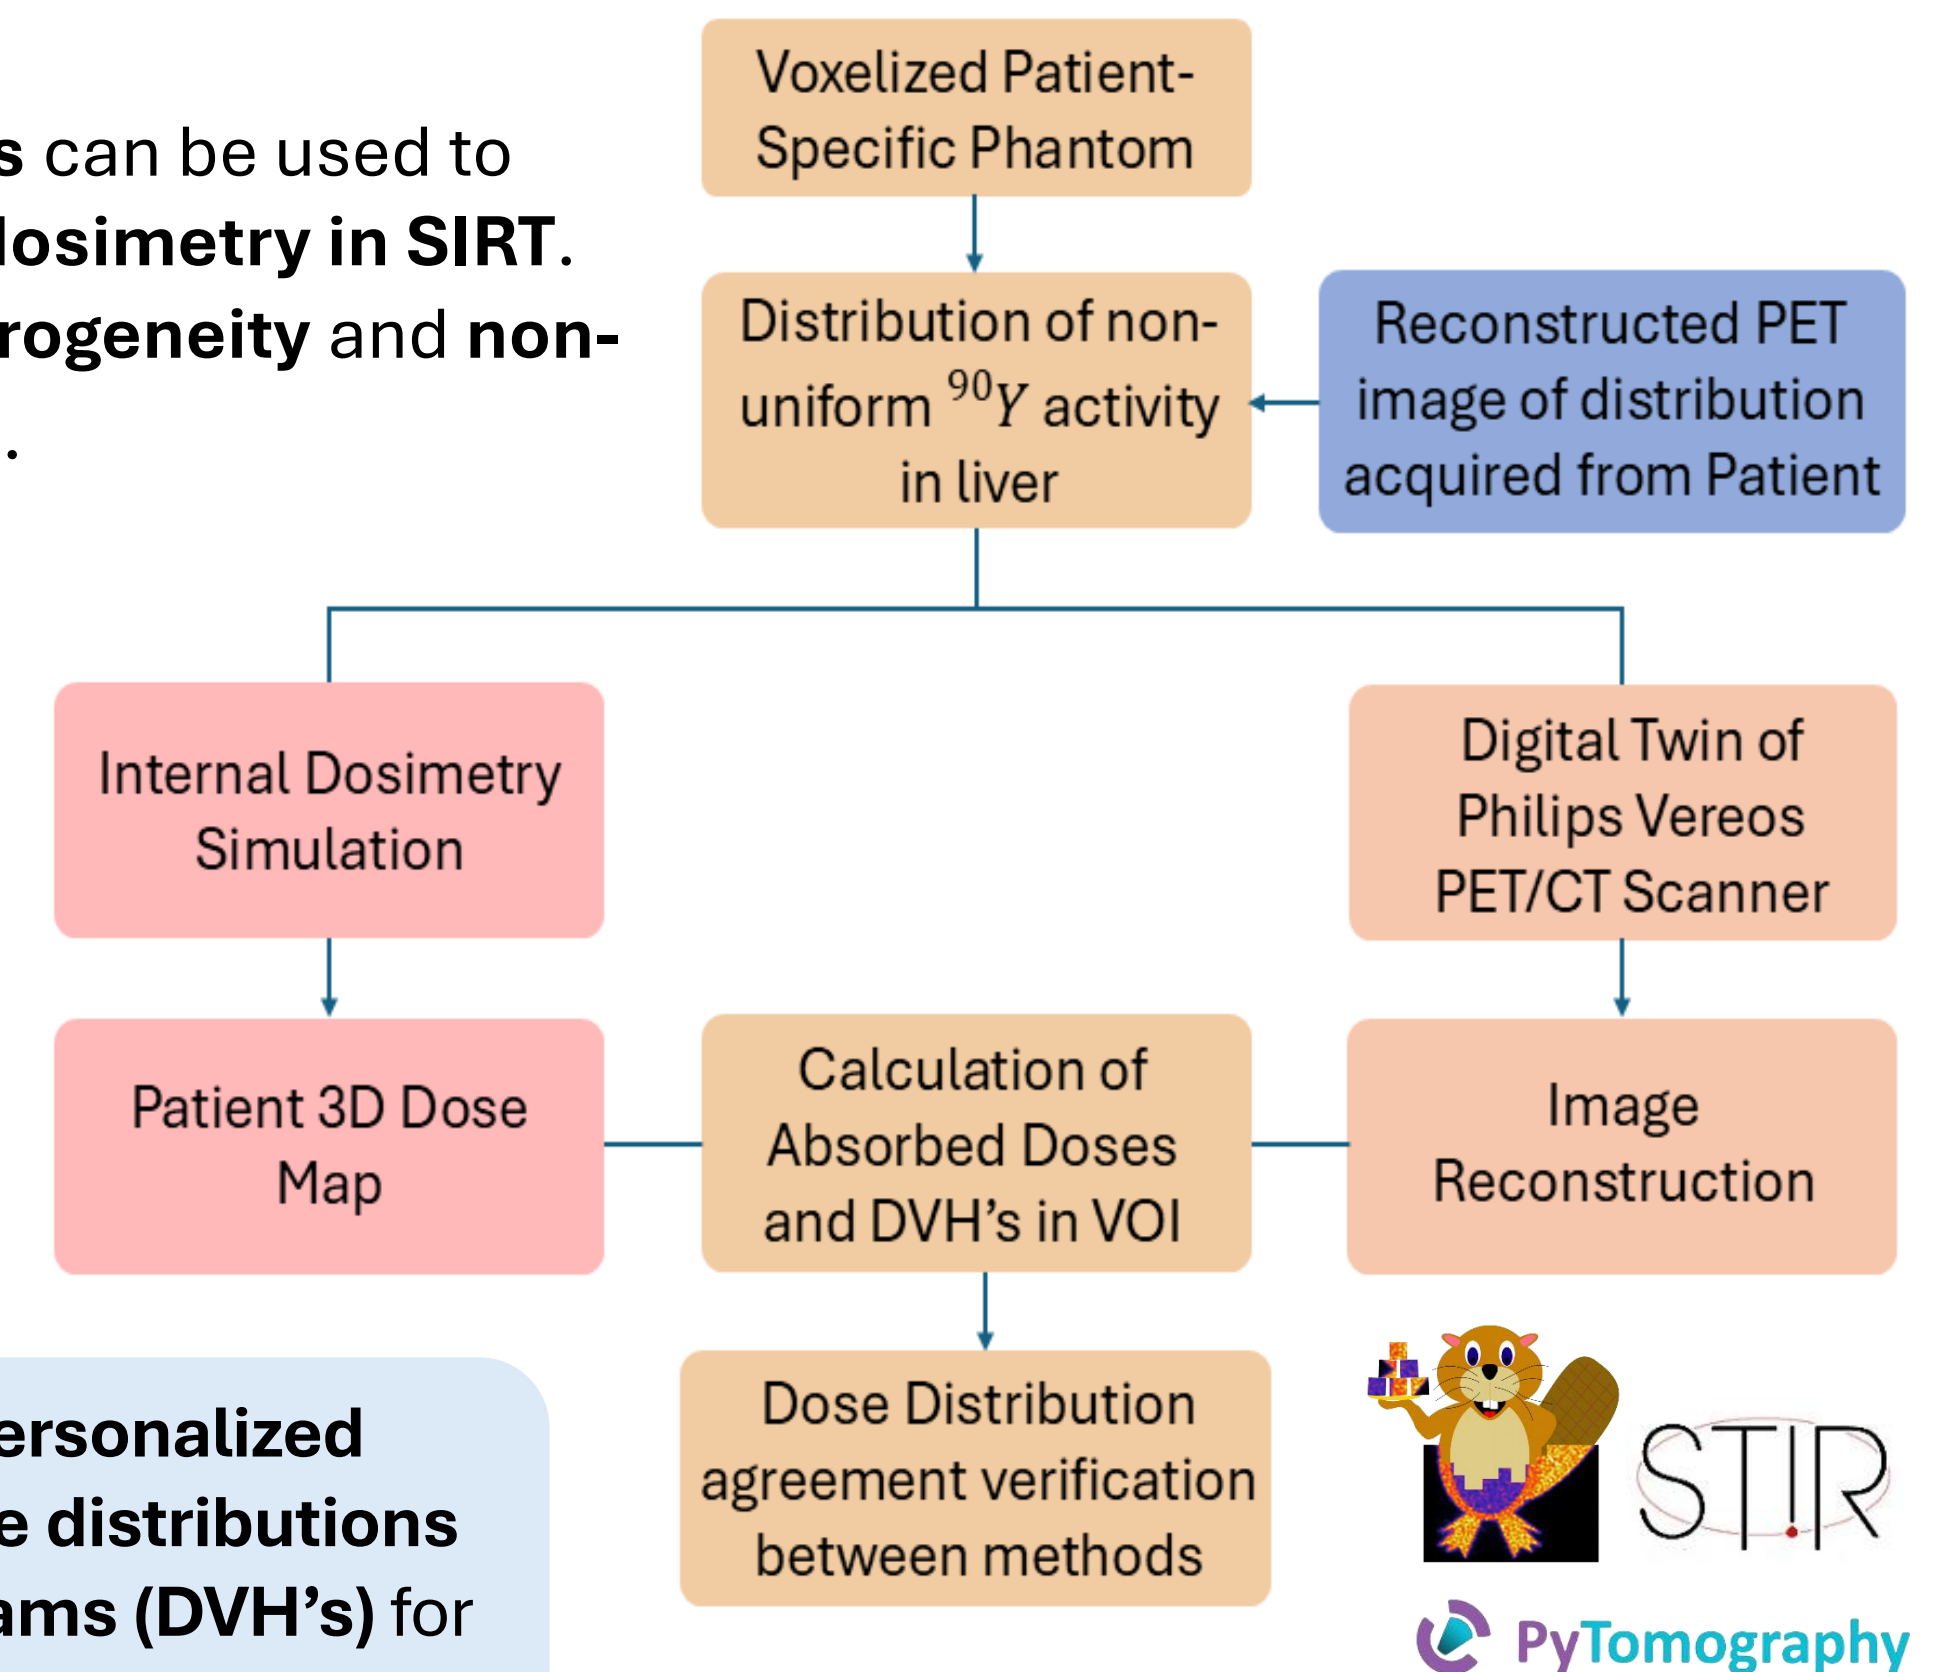 Voxelized Patient-
Specific Phantom
s can be used to
dosimetry in SIRT.
rogeneity and non-
.
Distribution of non-
uniform ⁹⁰Y activity
in liver
Reconstructed PET
image of distribution
acquired from Patient
Internal Dosimetry
Simulation
Digital Twin of
Philips Vereos
PET/CT Scanner
Patient 3D Dose
Map
Calculation of
Absorbed Doses
and DVH’s in VOI
Image
Reconstruction
Dose Distribution
agreement verification
between methods
ersonalized
e distributions
ams (DVH’s) for
STIR
PyTomography